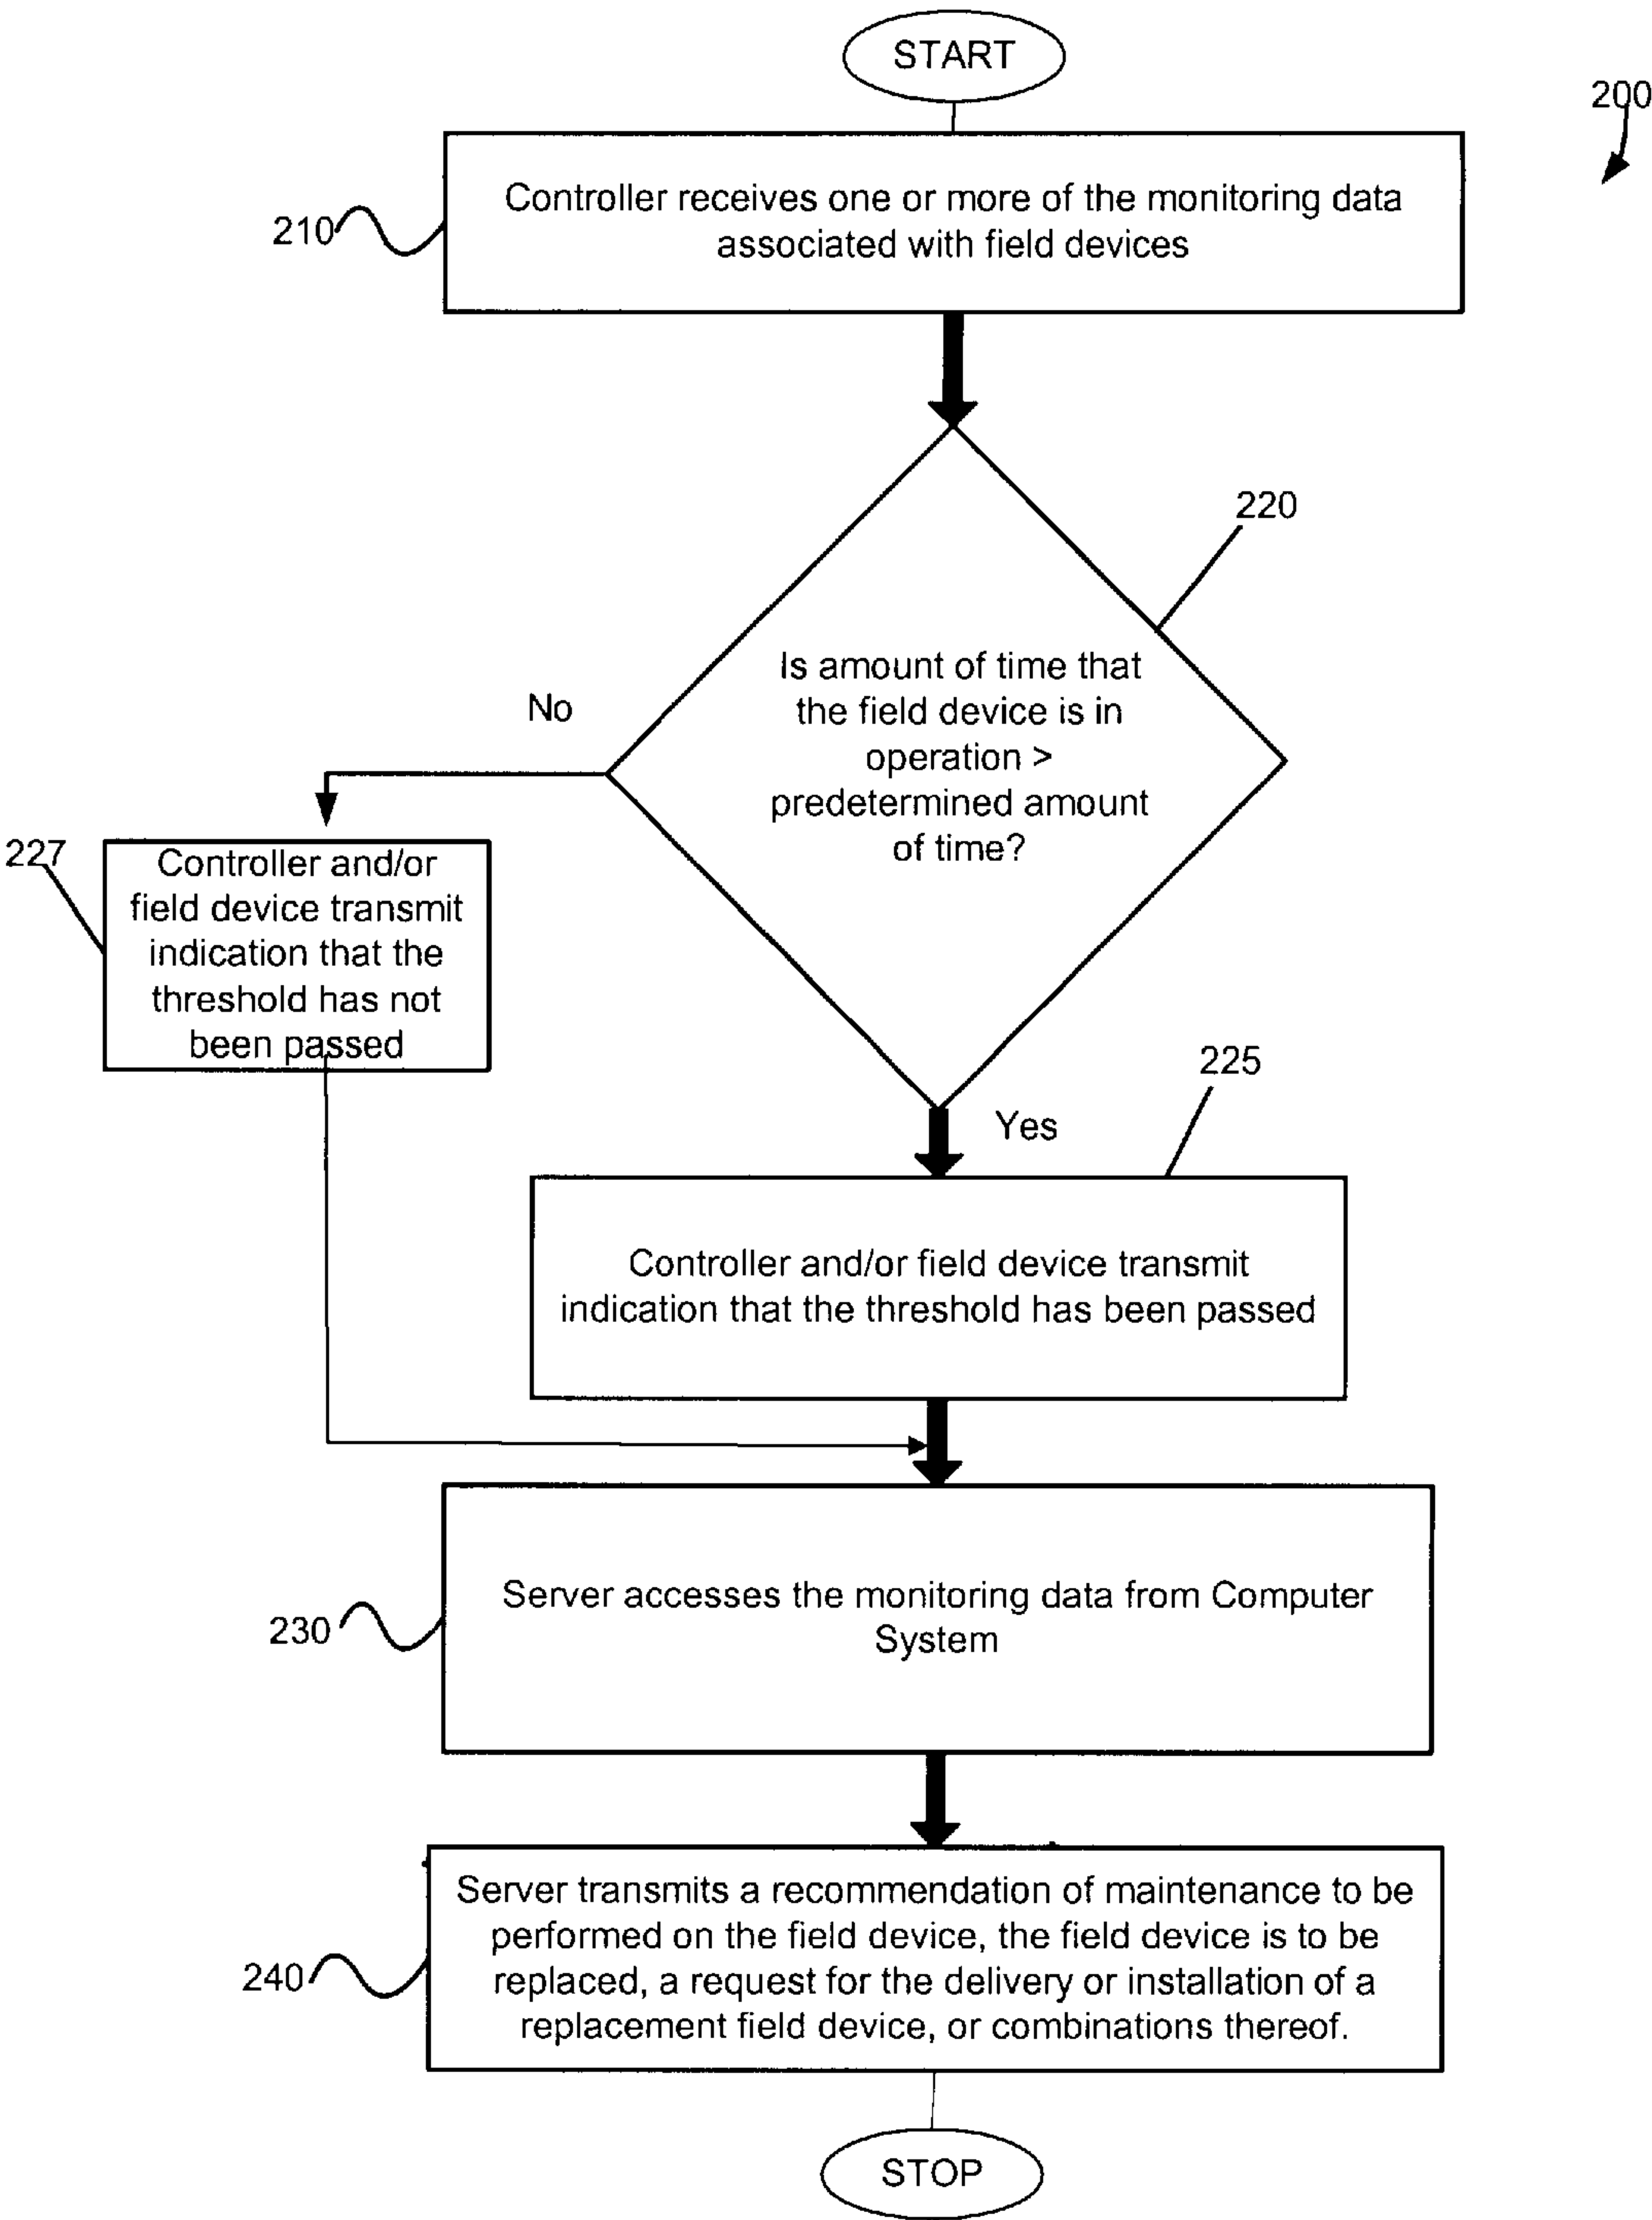 START
200
Controller receives one or more of the monitoring data
associated with field devices
210
220
Is amount of time that
the field device is in
operation >
predetermined amount
of time?
No
227
Controller and/or
field device transmit
indication that the
threshold has not
been passed
Yes
225
Controller and/or field device transmit
indication that the threshold has been passed
Server accesses the monitoring data from Computer
System
230
Server transmits a recommendation of maintenance to be
performed on the field device, the field device is to be
replaced, a request for the delivery or installation of a
replacement field device, or combinations thereof.
240
STOP